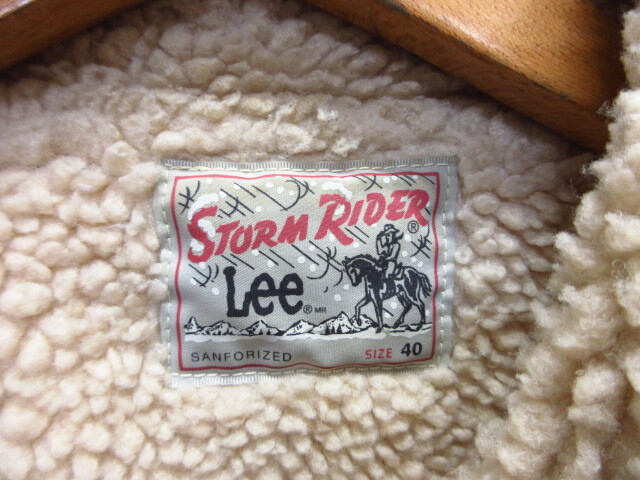 STORM RIDER ®
Lee ® MR
SANFORIZED SIZE 40